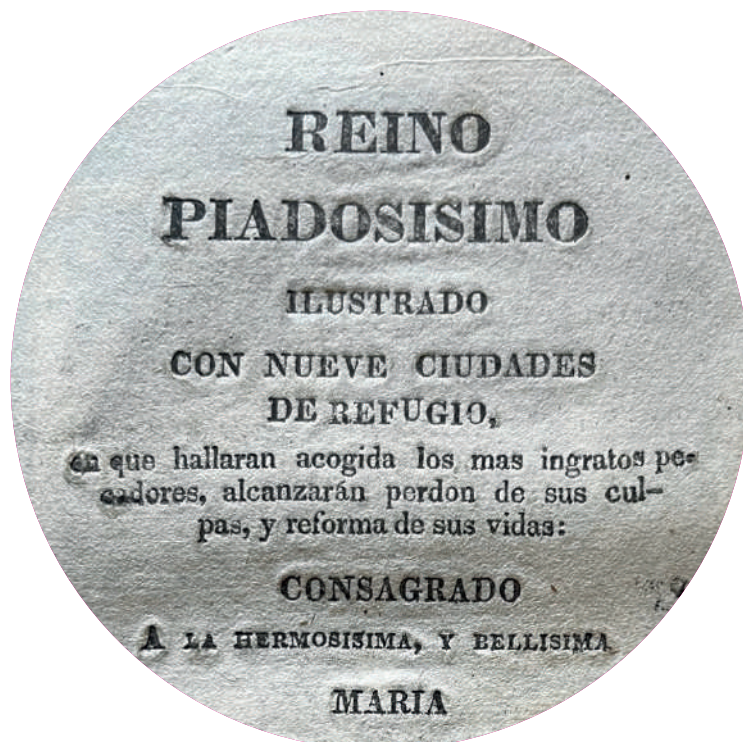 REINO
PIADOSISIMO
ILUSTRADO
CON NUEVE CIUDADES
DE REFUGIO,
en que hallaran acogida los mas ingratos pe-
cadores, alcanzarán perdon de sus cul-
pas, y reforma de sus vidas:
CONSAGRADO
A LA HERMOSISIMA, Y BELLISIMA
MARIA